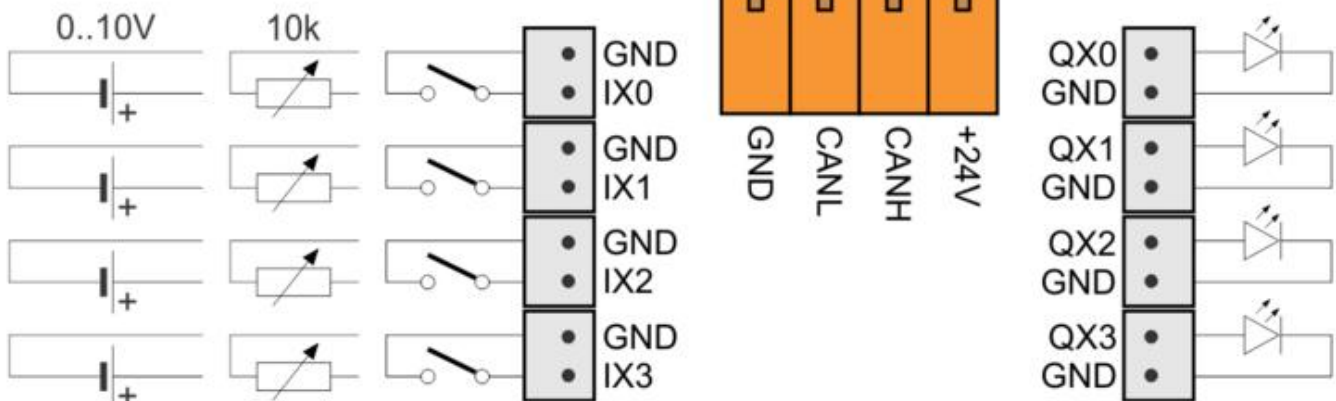 0..10V
10k
+
GND
IX0
+
GND
IX1
+
GND
IX2
+
GND
IX3
GND
CANL
CANH
+24V
QX0
GND
QX1
GND
QX2
GND
QX3
GND